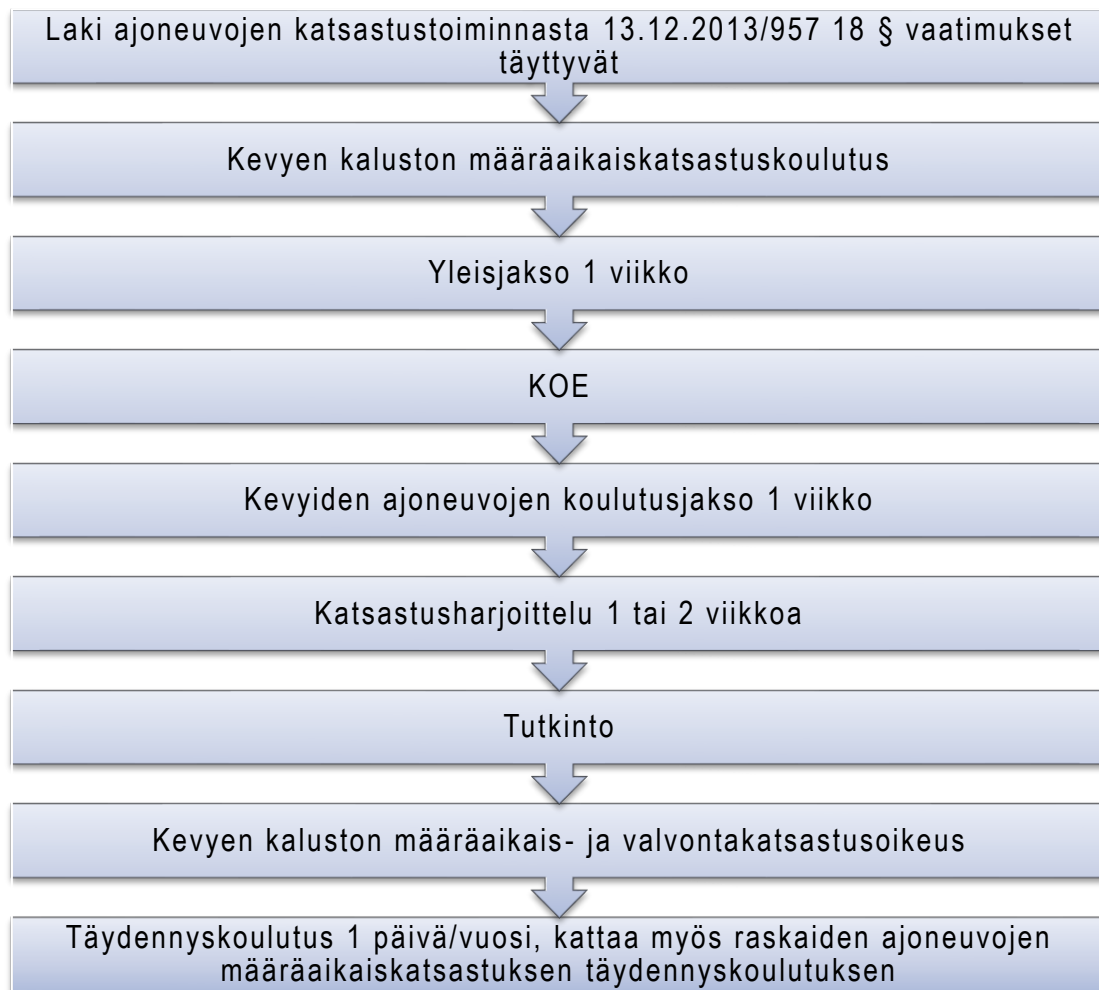 Laki ajoneuvojen katsastustoiminnasta 13.12.2013/957 18 § vaatimukset
täyttyvät
Kevyen kaluston määräaikaiskatsastuskoulutus
Yleisjakso 1 viikko
KOE
Kevyiden ajoneuvojen koulutusjakso 1 viikko
Katsastusharjoittelu 1 tai 2 viikkoa
Tutkinto
Kevyen kaluston määräaikais- ja valvontakatsastusoikeus
Täydennyskoulutus 1 päivä/vuosi, kattaa myös raskaiden ajoneuvojen
määräaikaiskatsastuksen täydennyskoulutuksen